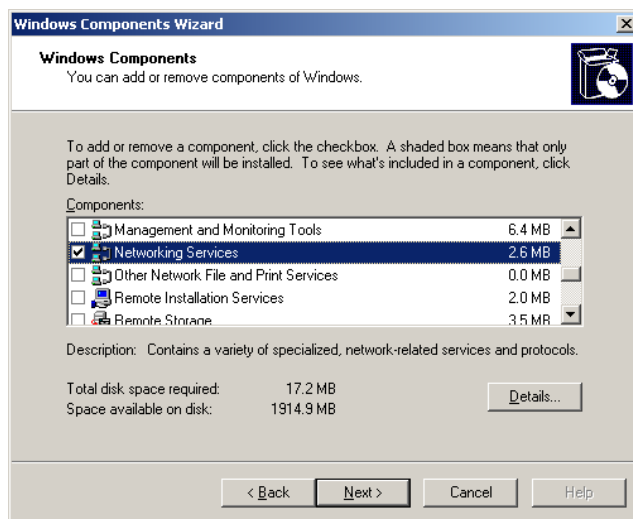 Windows Components Wizard
Windows Components
You can add or remove components of Windows.
To add or remove a component, click the checkbox. A shaded box means that only
part of the component will be installed. To see what's included in a component, click
Details.
Components:
Management and Monitoring Tools 6.4 MB
Networking Services 2.6 MB
Other Network File and Print Services 0.0 MB
Remote Installation Services 2.0 MB
Remote Storage 3.5 MB
Description: Contains a variety of specialized, network-related services and protocols.
Total disk space required: 17.2 MB
Space available on disk: 1914.9 MB
Details...
< Back Next > Cancel Help